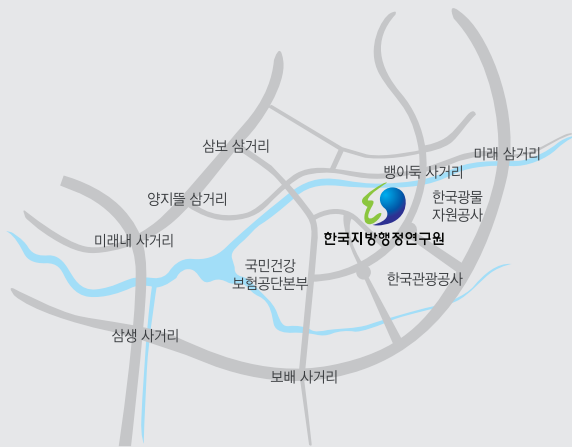 삼보 삼거리
미래 삼거리
뱅이둑 사거리
양지뜰 삼거리
한국광물
자원공사
미래내 사거리
한국지방행정연구원
국민건강
보험공단본부
한국관광공사
삼생 사거리
보배 사거리